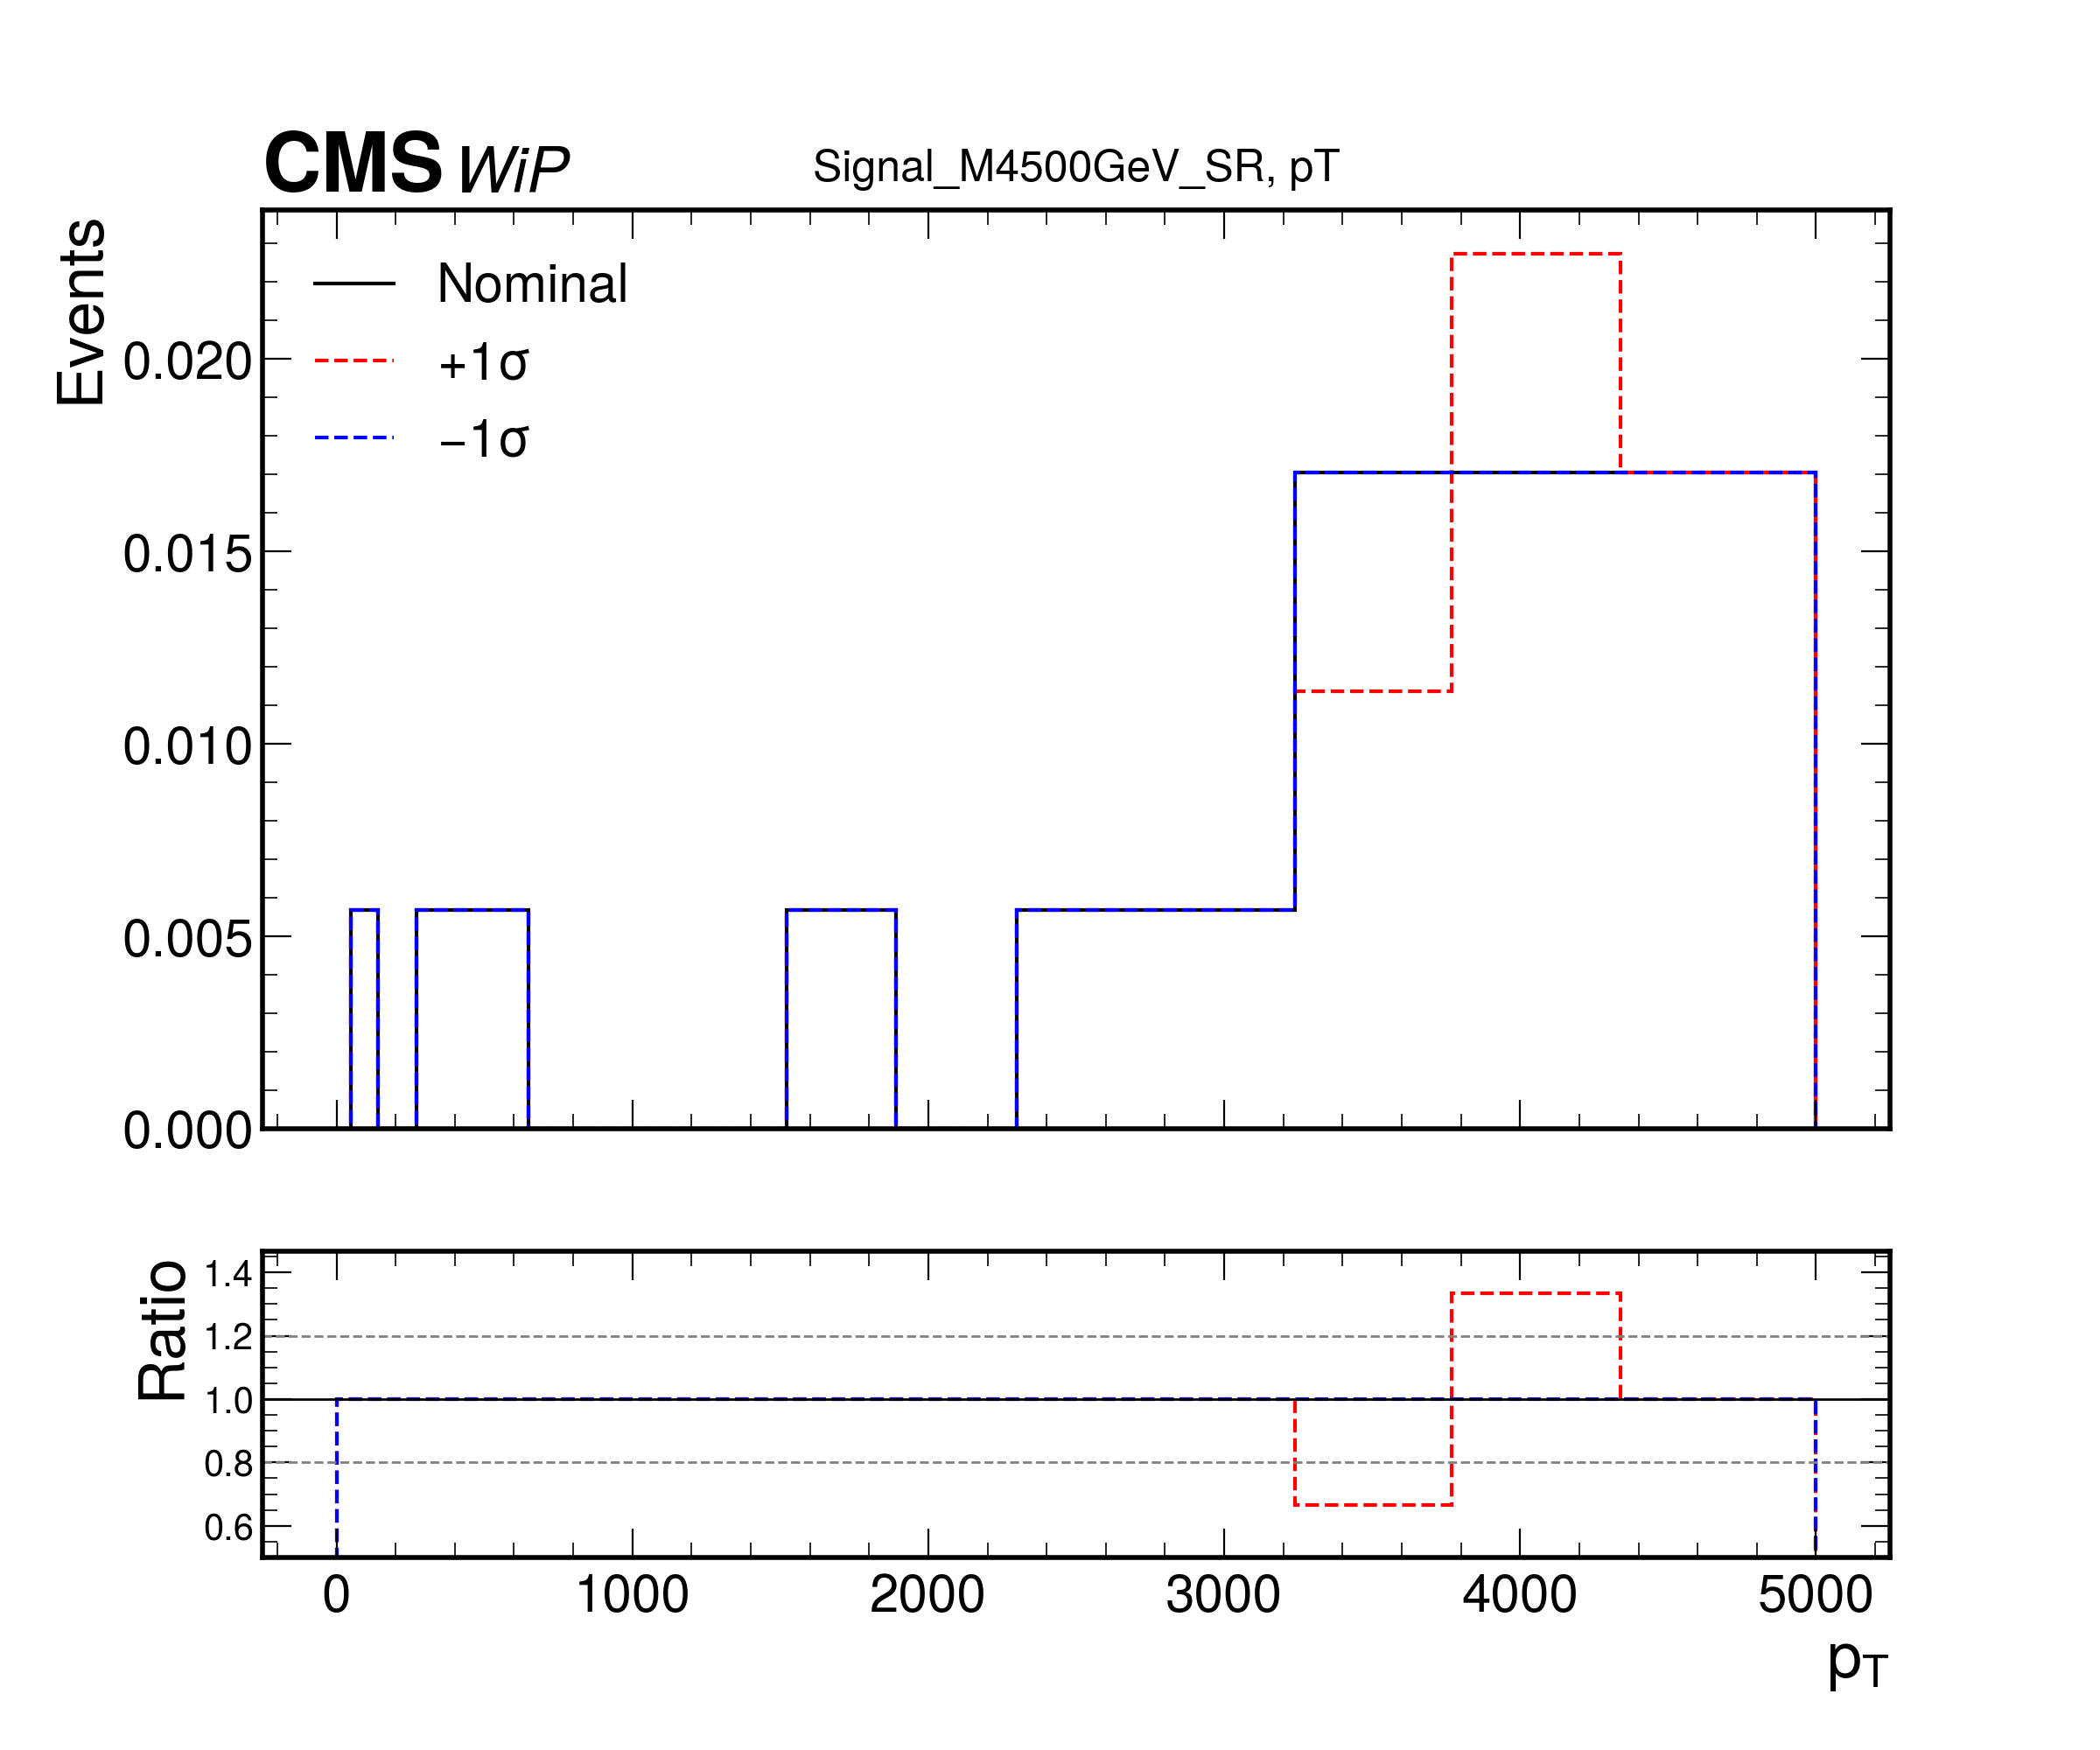 CMS WiP Signal_M4500GeV_SR, pT
Events
Nominal
+1σ
−1σ
0.020
0.015
0.010
0.005
0.000
Ratio
1.4
1.2
1.0
0.8
0.6
0 1000 2000 3000 4000 5000
pT